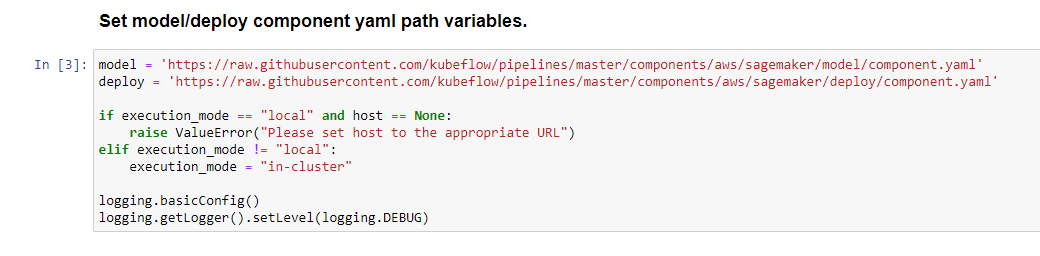 Set model/deploy component yaml path variables.
In [3]: model = 'https://raw.githubusercontent.com/kubeflow/pipelines/master/components/aws/sagemaker/model/component.yaml'
deploy = 'https://raw.githubusercontent.com/kubeflow/pipelines/master/components/aws/sagemaker/deploy/component.yaml'
if execution_mode == "local" and host == None:
    raise ValueError("Please set host to the appropriate URL")
elif execution_mode != "local":
    execution_mode = "in-cluster"
logging.basicConfig()
logging.getLogger().setLevel(logging.DEBUG)